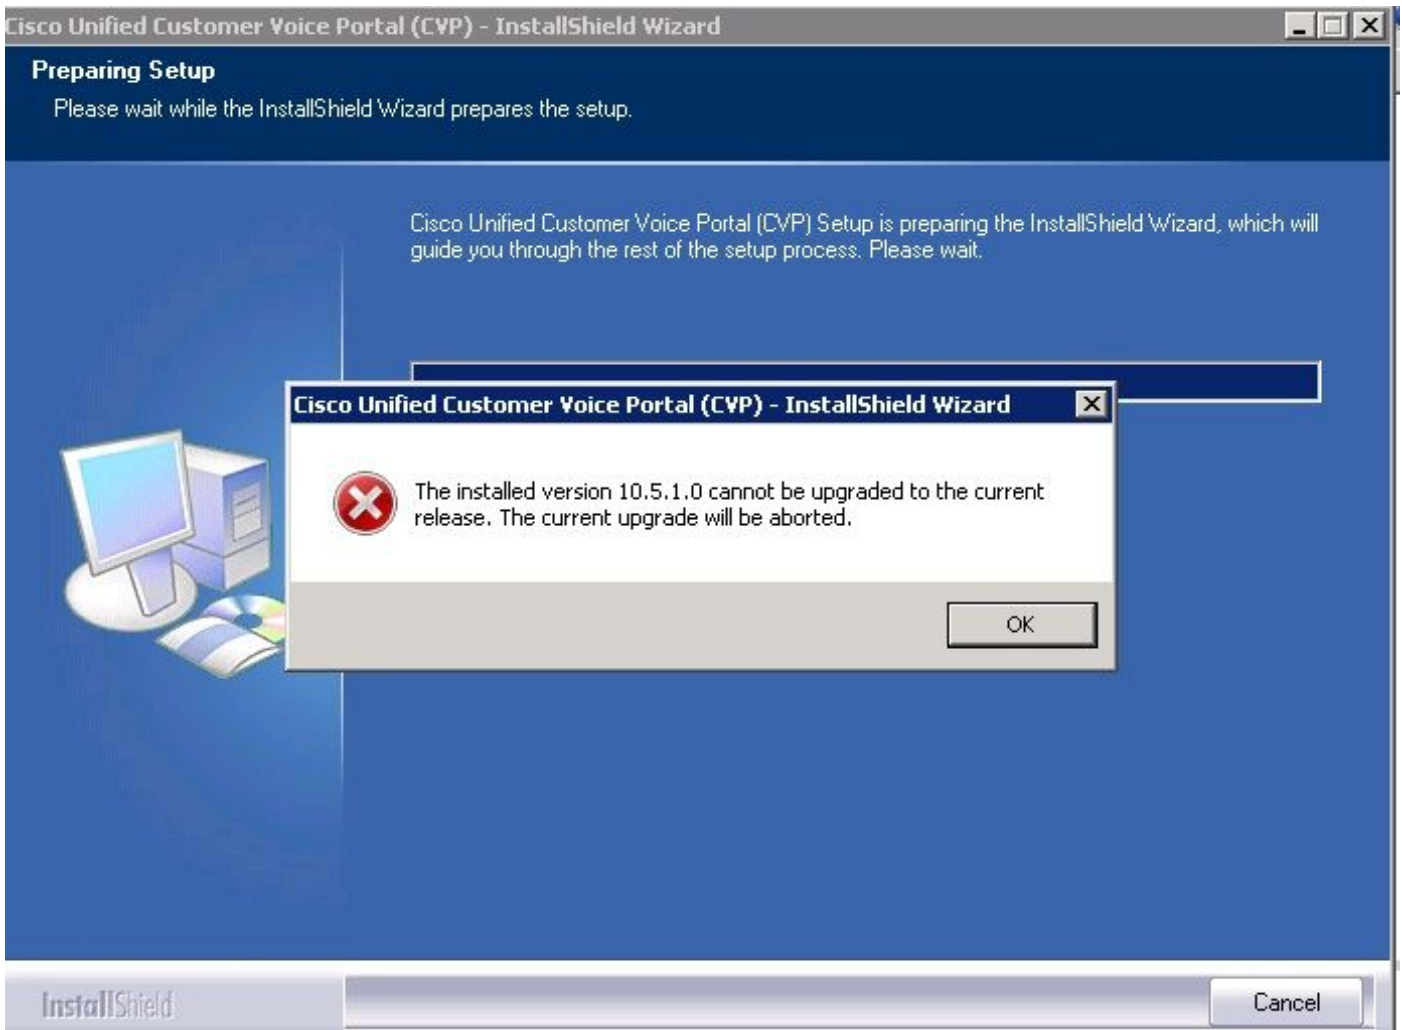 Cisco Unified Customer Voice Portal (CVP) - InstallShield Wizard
Preparing Setup
Please wait while the InstallShield Wizard prepares the setup.
Cisco Unified Customer Voice Portal (CVP) Setup is preparing the InstallShield Wizard, which will
guide you through the rest of the setup process. Please wait.
Cisco Unified Customer Voice Portal (CVP) - InstallShield Wizard
The installed version 10.5.1.0 cannot be upgraded to the current
release. The current upgrade will be aborted.
OK
InstallShield
Cancel